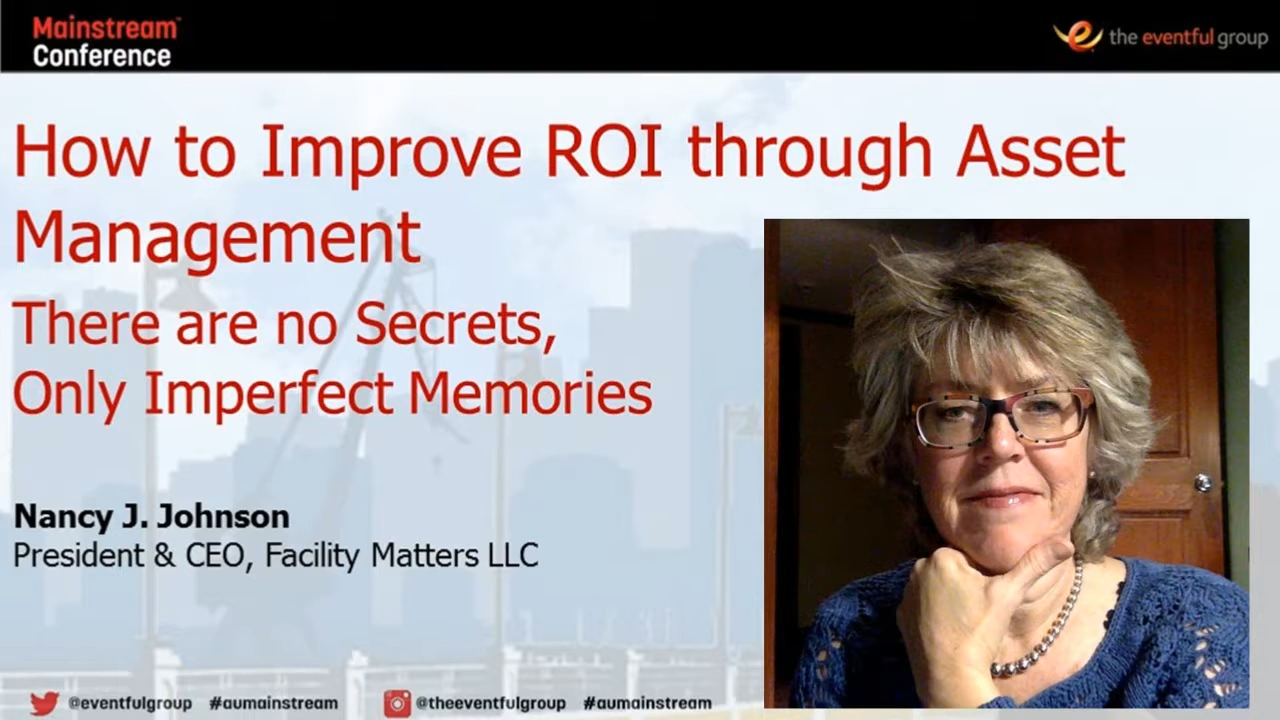 Mainstream™
Conference
the eventful group
How to Improve ROI through Asset
Management
There are no Secrets,
Only Imperfect Memories
Nancy J. Johnson
President & CEO, Facility Matters LLC
@eventfulgroup #aumainstream @theeventfulgroup #aumainstream